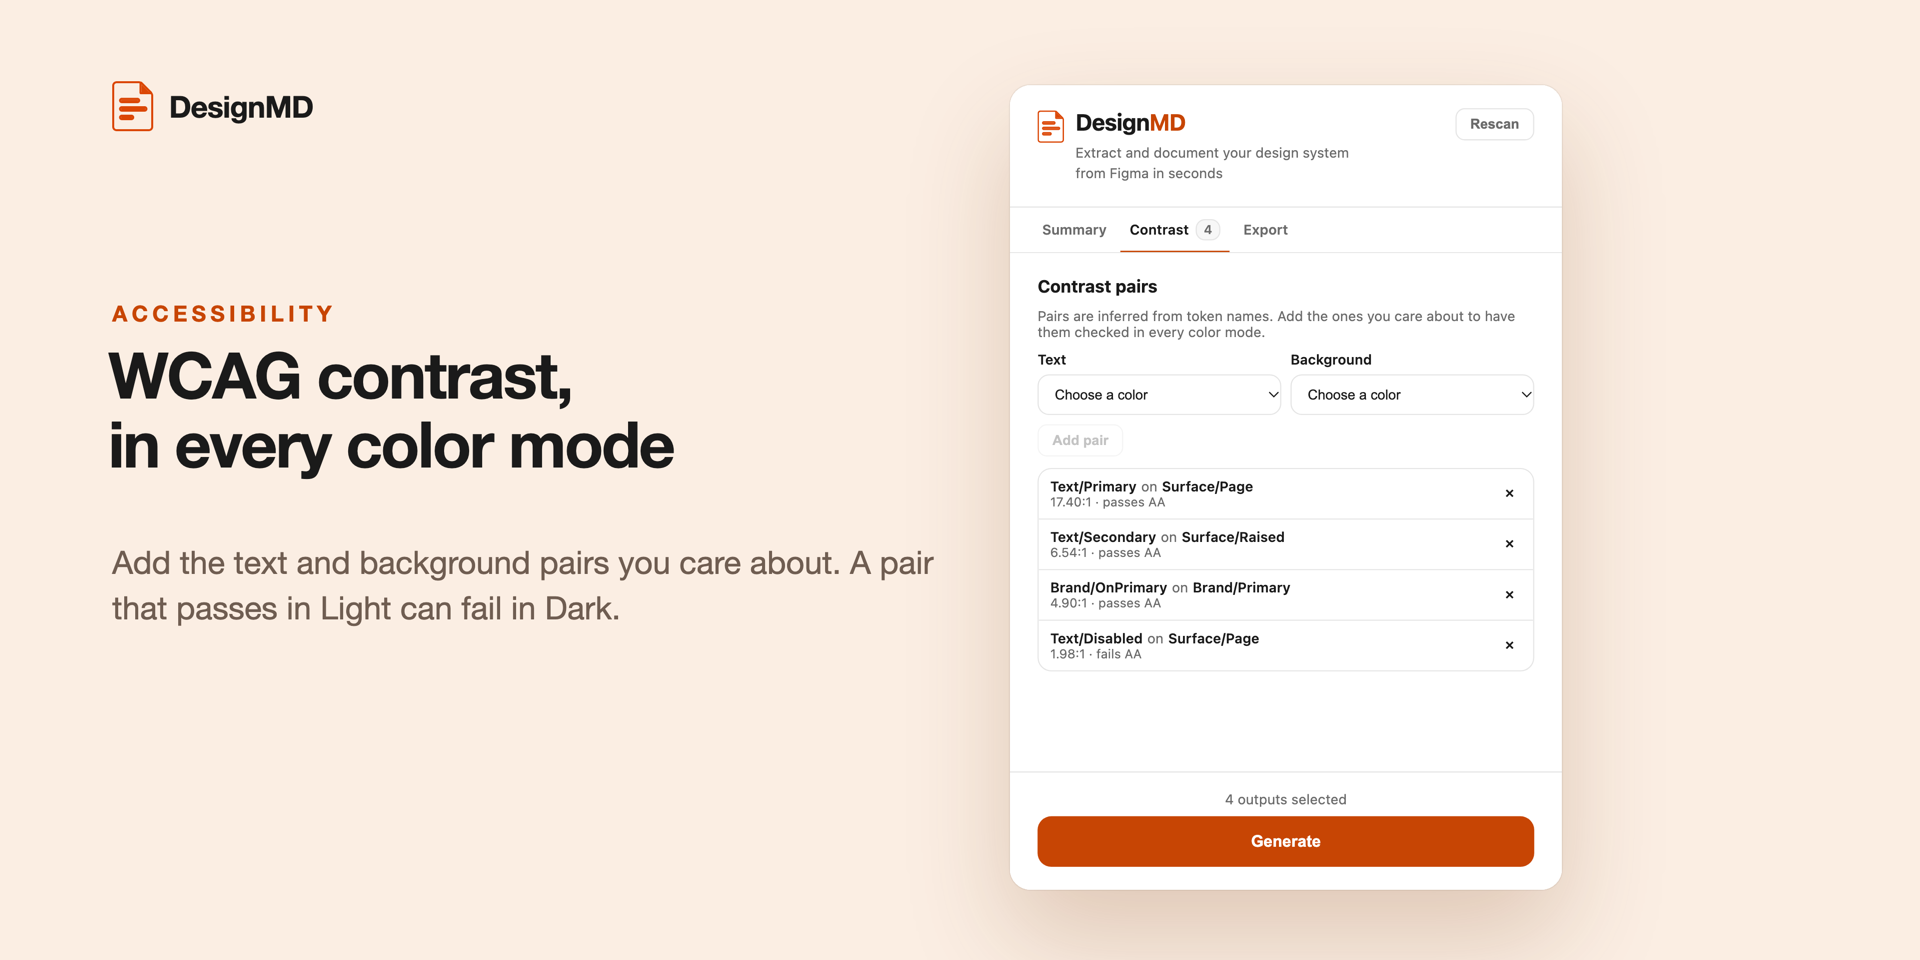 DesignMD
ACCESSIBILITY
WCAG contrast,
in every color mode
Add the text and background pairs you care about. A pair
that passes in Light can fail in Dark.
DesignMD
Rescan
Extract and document your design system
from Figma in seconds
Summary
Contrast 4
Export
Contrast pairs
Pairs are inferred from token names. Add the ones you care about to have
them checked in every color mode.
Text
Background
Choose a color
Choose a color
Add pair
Text/Primary on Surface/Page
17.40:1 · passes AA
Text/Secondary on Surface/Raised
6.54:1 · passes AA
Brand/OnPrimary on Brand/Primary
4.90:1 · passes AA
Text/Disabled on Surface/Page
1.98:1 · fails AA
4 outputs selected
Generate